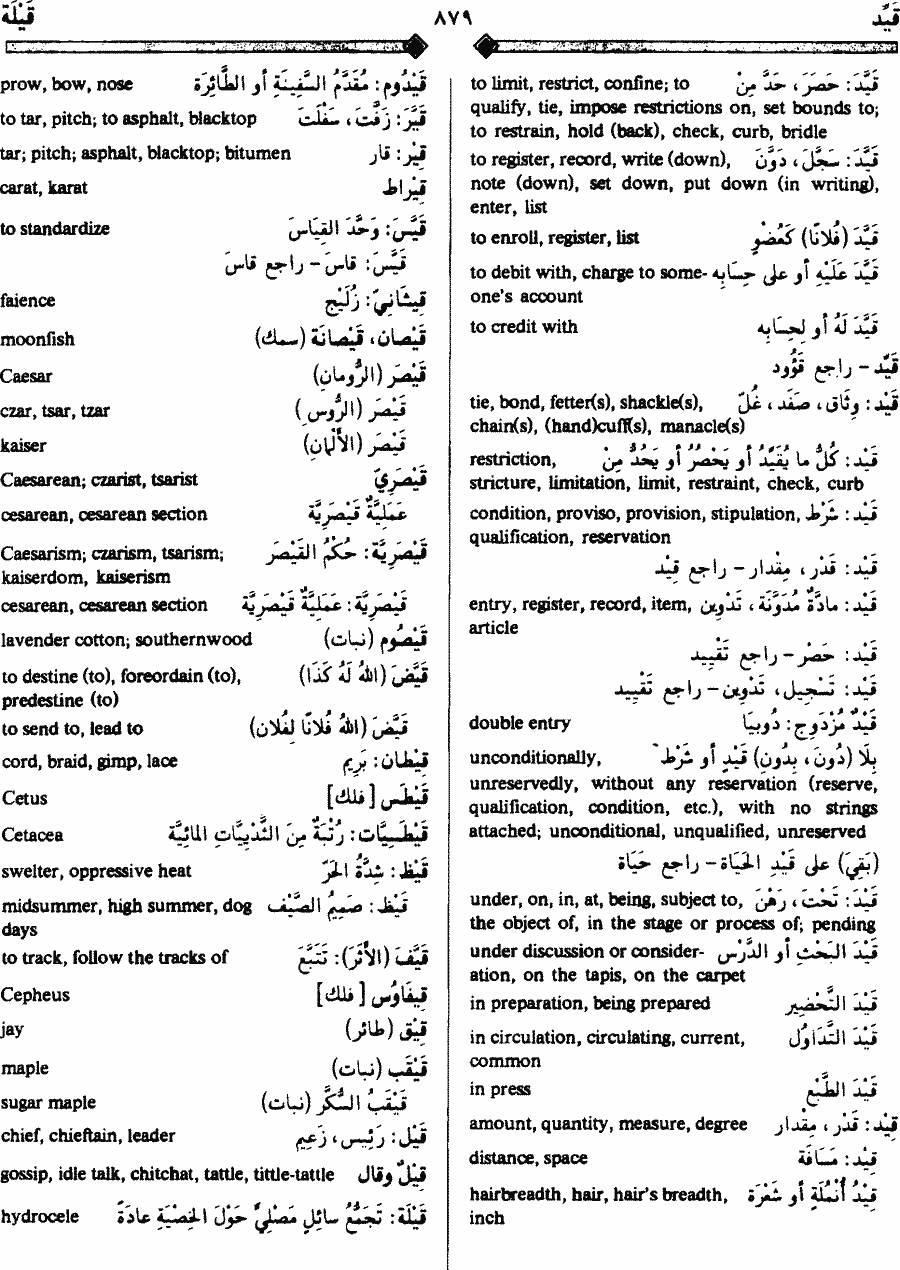 قَيِّد ٨٧٩ قَيْلَة
قَيَّدَ: حَصَرَ، حَدَّ مِنْ to limit, restrict, confine; to
qualify, tie, impose restrictions on, set bounds to;
to restrain, hold (back), check, curb, bridle
قَيَّدَ: سَجَّلَ، دَوَّنَ to register, record, write (down),
note (down), set down, put down (in writing),
enter, list
قَيَّدَ (فُلانًا) كَعُضْوٍ to enroll, register, list
قَيَّدَ عَلَيْهِ أو على حِسَابِه to debit with, charge to some-
one's account
قَيَّدَ لَهُ أو لِحِسَابِه to credit with
قَيِّد - راجع قَؤُود
قَيْد: وِثَاق، صَفَد، غُلّ tie, bond, fetter(s), shackle(s),
chain(s), (hand)cuff(s), manacle(s)
قَيْد: كُلُّ ما يُقَيِّدُ أو يَحْصُرُ أو يَحُدُّ مِنْ restriction,
stricture, limitation, limit, restraint, check, curb
قَيْد: شَرْط condition, proviso, provision, stipulation,
qualification, reservation
قَيْد: قَدْر، مِقْدار - راجع قِيْد
قَيْد: مادَّة مُدَوَّنَة، تَدْوِين entry, register, record, item,
article
قَيْد: حَصْر - راجع تَقْيِيد
قَيْد: تَسْجِيل، تَدْوِين - راجع تَقْيِيد
قَيْدٌ مُزْدَوِج: دُوبِيَا double entry
بِلَا (دُونَ، بِدُونِ) قَيْدٍ أو شَرْط unconditionally,
unreservedly, without any reservation (reserve,
qualification, condition, etc.), with no strings
attached; unconditional, unqualified, unreserved
(بَقِيَ) على قَيْدِ الحَيَاة - راجع حَيَاة
قَيْدَ: تَحْتَ، رَهْنَ under, on, in, at, being, subject to,
the object of, in the stage or process of; pending
قَيْدَ البَحْثِ أو الدَّرْس under discussion or consider-
ation, on the tapis, on the carpet
قَيْدَ التَّحْضِير in preparation, being prepared
قَيْدَ التَّدَاوُل in circulation, circulating, current,
common
قَيْدَ الطَّبْع in press
قِيْد: قَدْر، مِقْدار amount, quantity, measure, degree
قِيْد: مَسَافَة distance, space
قِيْدُ أُنْمُلَةٍ أو شَعْرَة hairbreadth, hair, hair's breadth,
inch
قَيْدُوم: مُقَدَّمُ السَّفِينَةِ أو الطَّائِرَة prow, bow, nose
قَيَّرَ: زَفَّتَ، سَفْلَتَ to tar, pitch; to asphalt, blacktop
قِيْر: قار tar; pitch; asphalt, blacktop; bitumen
قِيْراط carat, karat
قَيَّسَ: وَحَّدَ القِيَاسَ to standardize
قَيَّسَ: قاسَ - راجع قاسَ
قِيشَانِيّ: زُلَّيْج faience
قَيْصان، قَيْصانَة (سمك) moonfish
قَيْصَر (الرُّومان) Caesar
قَيْصَر (الرُّوس) czar, tsar, tzar
قَيْصَر (الأَلْمان) kaiser
قَيْصَرِيّ Caesarean; czarist, tsarist
عَمَلِيَّةٌ قَيْصَرِيَّة cesarean, cesarean section
قَيْصَرِيَّة: حُكْمُ القَيْصَر Caesarism; czarism, tsarism;
kaiserdom, kaiserism
قَيْصَرِيَّة: عَمَلِيَّةٌ قَيْصَرِيَّة cesarean, cesarean section
قَيْصُوم (نبات) lavender cotton; southernwood
قَيَّضَ (اللهُ لَهُ كَذَا) to destine (to), foreordain (to),
predestine (to)
قَيَّضَ (اللهُ فُلانًا لِفُلان) to send to, lead to
قِيْطان: بَرِيم cord, braid, gimp, lace
قِيْطَس [فلك] Cetus
قَيْطَسِيَّات: رُتْبَةٌ مِنَ الثَّدْيِيَّاتِ المائِيَّة Cetacea
قَيْظ: شِدَّةُ الحَرّ swelter, oppressive heat
قَيْظ: صَمِيمُ الصَّيْف midsummer, high summer, dog
days
قَيَّفَ (الأَثَرَ): تَتَبَّعَ to track, follow the tracks of
قِيْفَاوُس [فلك] Cepheus
قِيْق (طائر) jay
قَيْقَب (نبات) maple
قَيْقَبُ السُّكَّر (نبات) sugar maple
قَيْل: رَئِيس، زَعِيم chief, chieftain, leader
قِيْلٌ وقال gossip, idle talk, chitchat, tattle, tittle-tattle
قَيْلَة: تَجَمُّعُ سائِلٍ مَصْلِيٍّ حَوْلَ الخِصْيَةِ عادَةً hydrocele